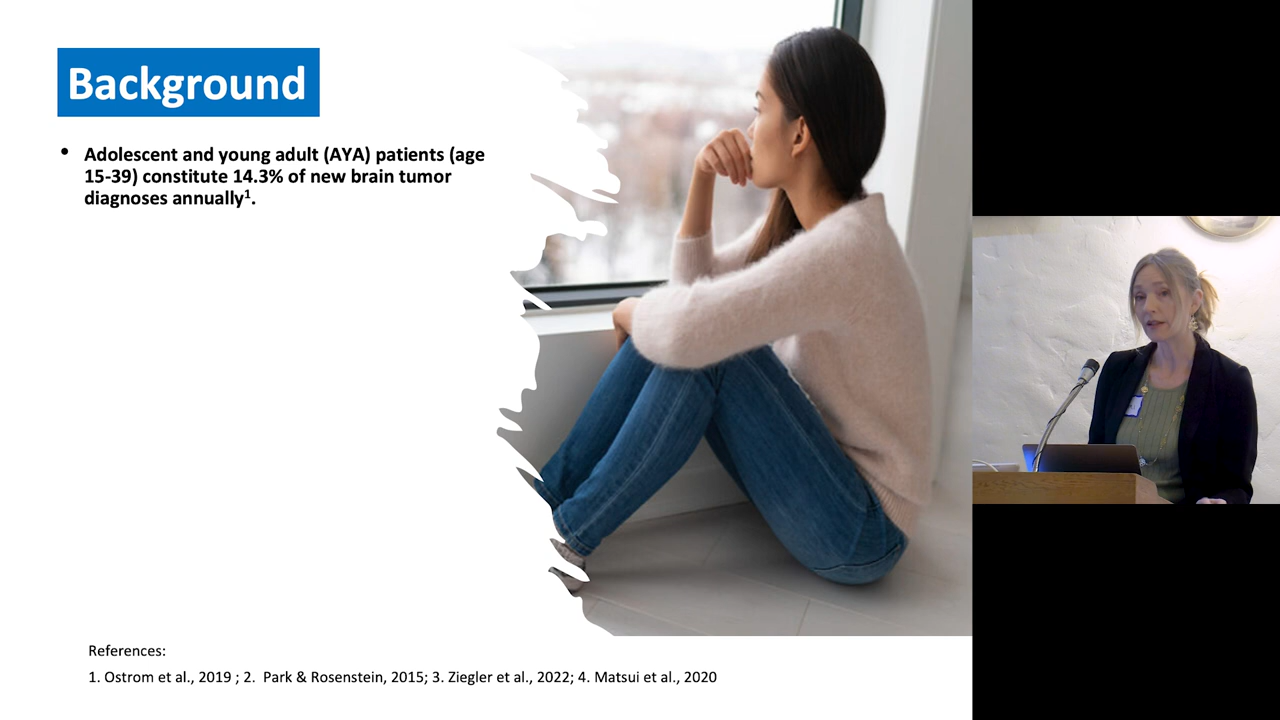 Background
• Adolescent and young adult (AYA) patients (age
15-39) constitute 14.3% of new brain tumor
diagnoses annually¹.
References:
1. Ostrom et al., 2019 ; 2. Park & Rosenstein, 2015; 3. Ziegler et al., 2022; 4. Matsui et al., 2020